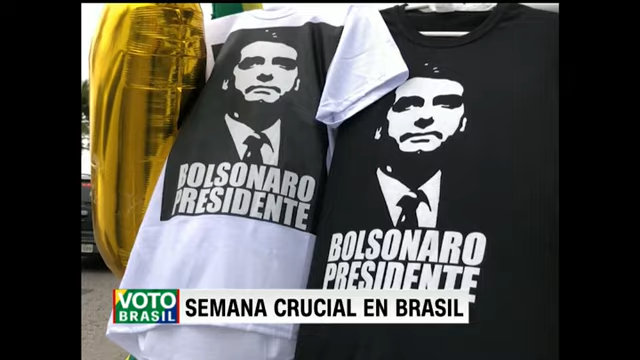 BOLSONARO
PRESIDENTE
BOLSONARO
PRESIDENTE
VOTO
BRASIL
SEMANA CRUCIAL EN BRASIL